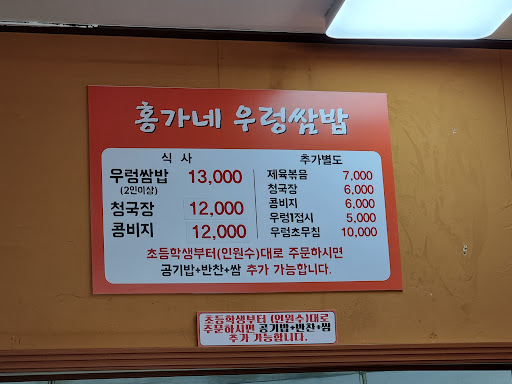 홍가네 우렁쌈밥
식 사
우렁쌈밥 13,000
(2인이상)
청국장 12,000
콩비지 12,000
추가별도
제육볶음 7,000
청국장 6,000
콩비지 6,000
우렁1접시 5,000
우렁초무침 10,000
초등학생부터(인원수)대로 주문하시면
공기밥+반찬+쌈 추가 가능합니다.
초등학생부터 (인원수)대로
주문하시면 공기밥+반찬+쌈
추가 가능합니다.